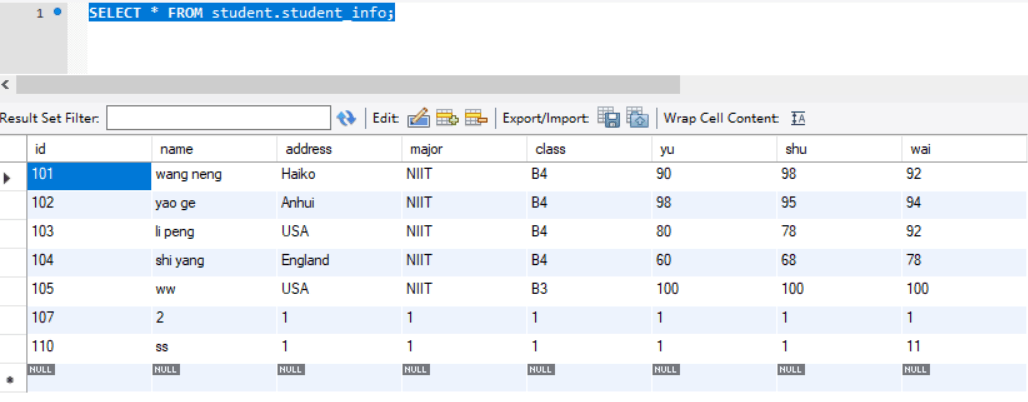 1 SELECT * FROM student.student_info;
Result Set Filter: Edit: Export/Import: Wrap Cell Content:
id name address major class yu shu wai
101 wang neng Haiko NIIT B4 90 98 92
102 yao ge Anhui NIIT B4 98 95 94
103 li peng USA NIIT B4 80 78 92
104 shi yang England NIIT B4 60 68 78
105 ww USA NIIT B3 100 100 100
107 2 1 1 1 1 1 1
110 ss 1 1 1 1 1 11
NULL NULL NULL NULL NULL NULL NULL NULL